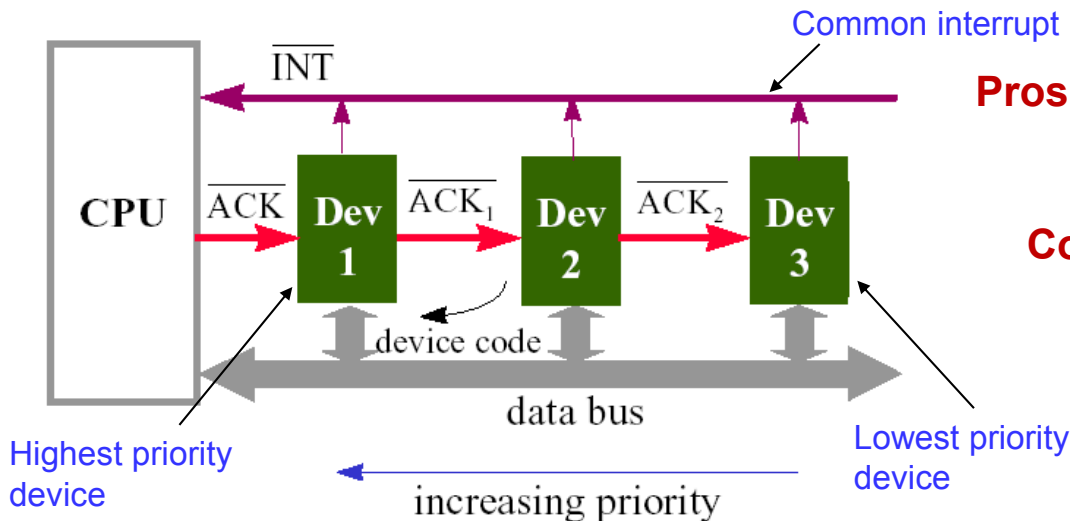 Common interrupt
INT
Pros
CPU
ACK
Dev
1
ACK₁
Dev
2
ACK₂
Dev
3
Co
device code
data bus
Highest priority
device
Lowest priority
device
increasing priority